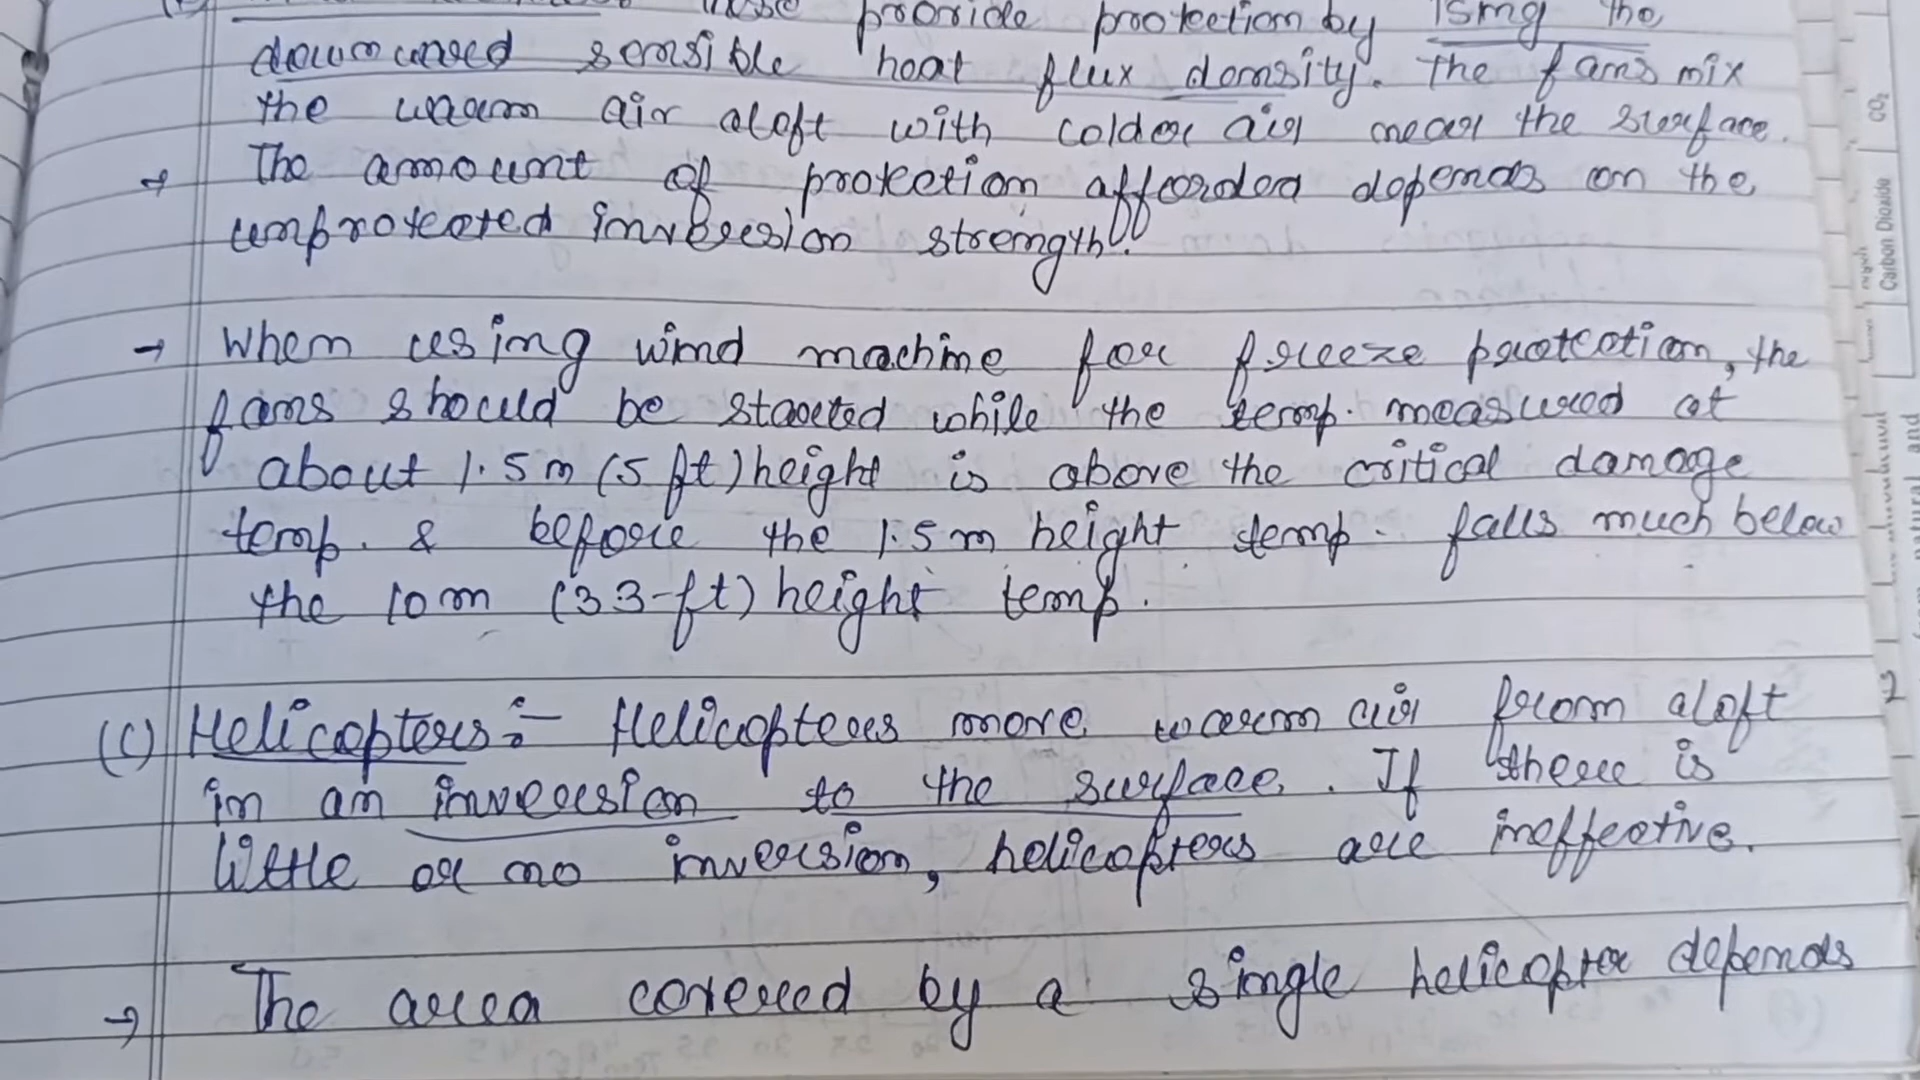 these provide protection by ↑sing the
downward sensible heat flux density. The fans mix
the warm air aloft with colder air near the surface.
→ The amount of protection afforded depends on the
unprotected inversion strength.
→ When using wind machine for freeze protection, the
fans should be started while the temp. measured at
about 1.5m (5 ft) height is above the critical damage
temp. & before the 1.5m height temp. falls much below
the 10m (33-ft) height temp.
(C) Helicopters:- Helicopters move warm air from aloft
in an inversion to the surface. If there is
little or no inversion, helicopters are ineffective.
→ The area covered by a single helicopter depends
CO₂
Carbon Dioxide